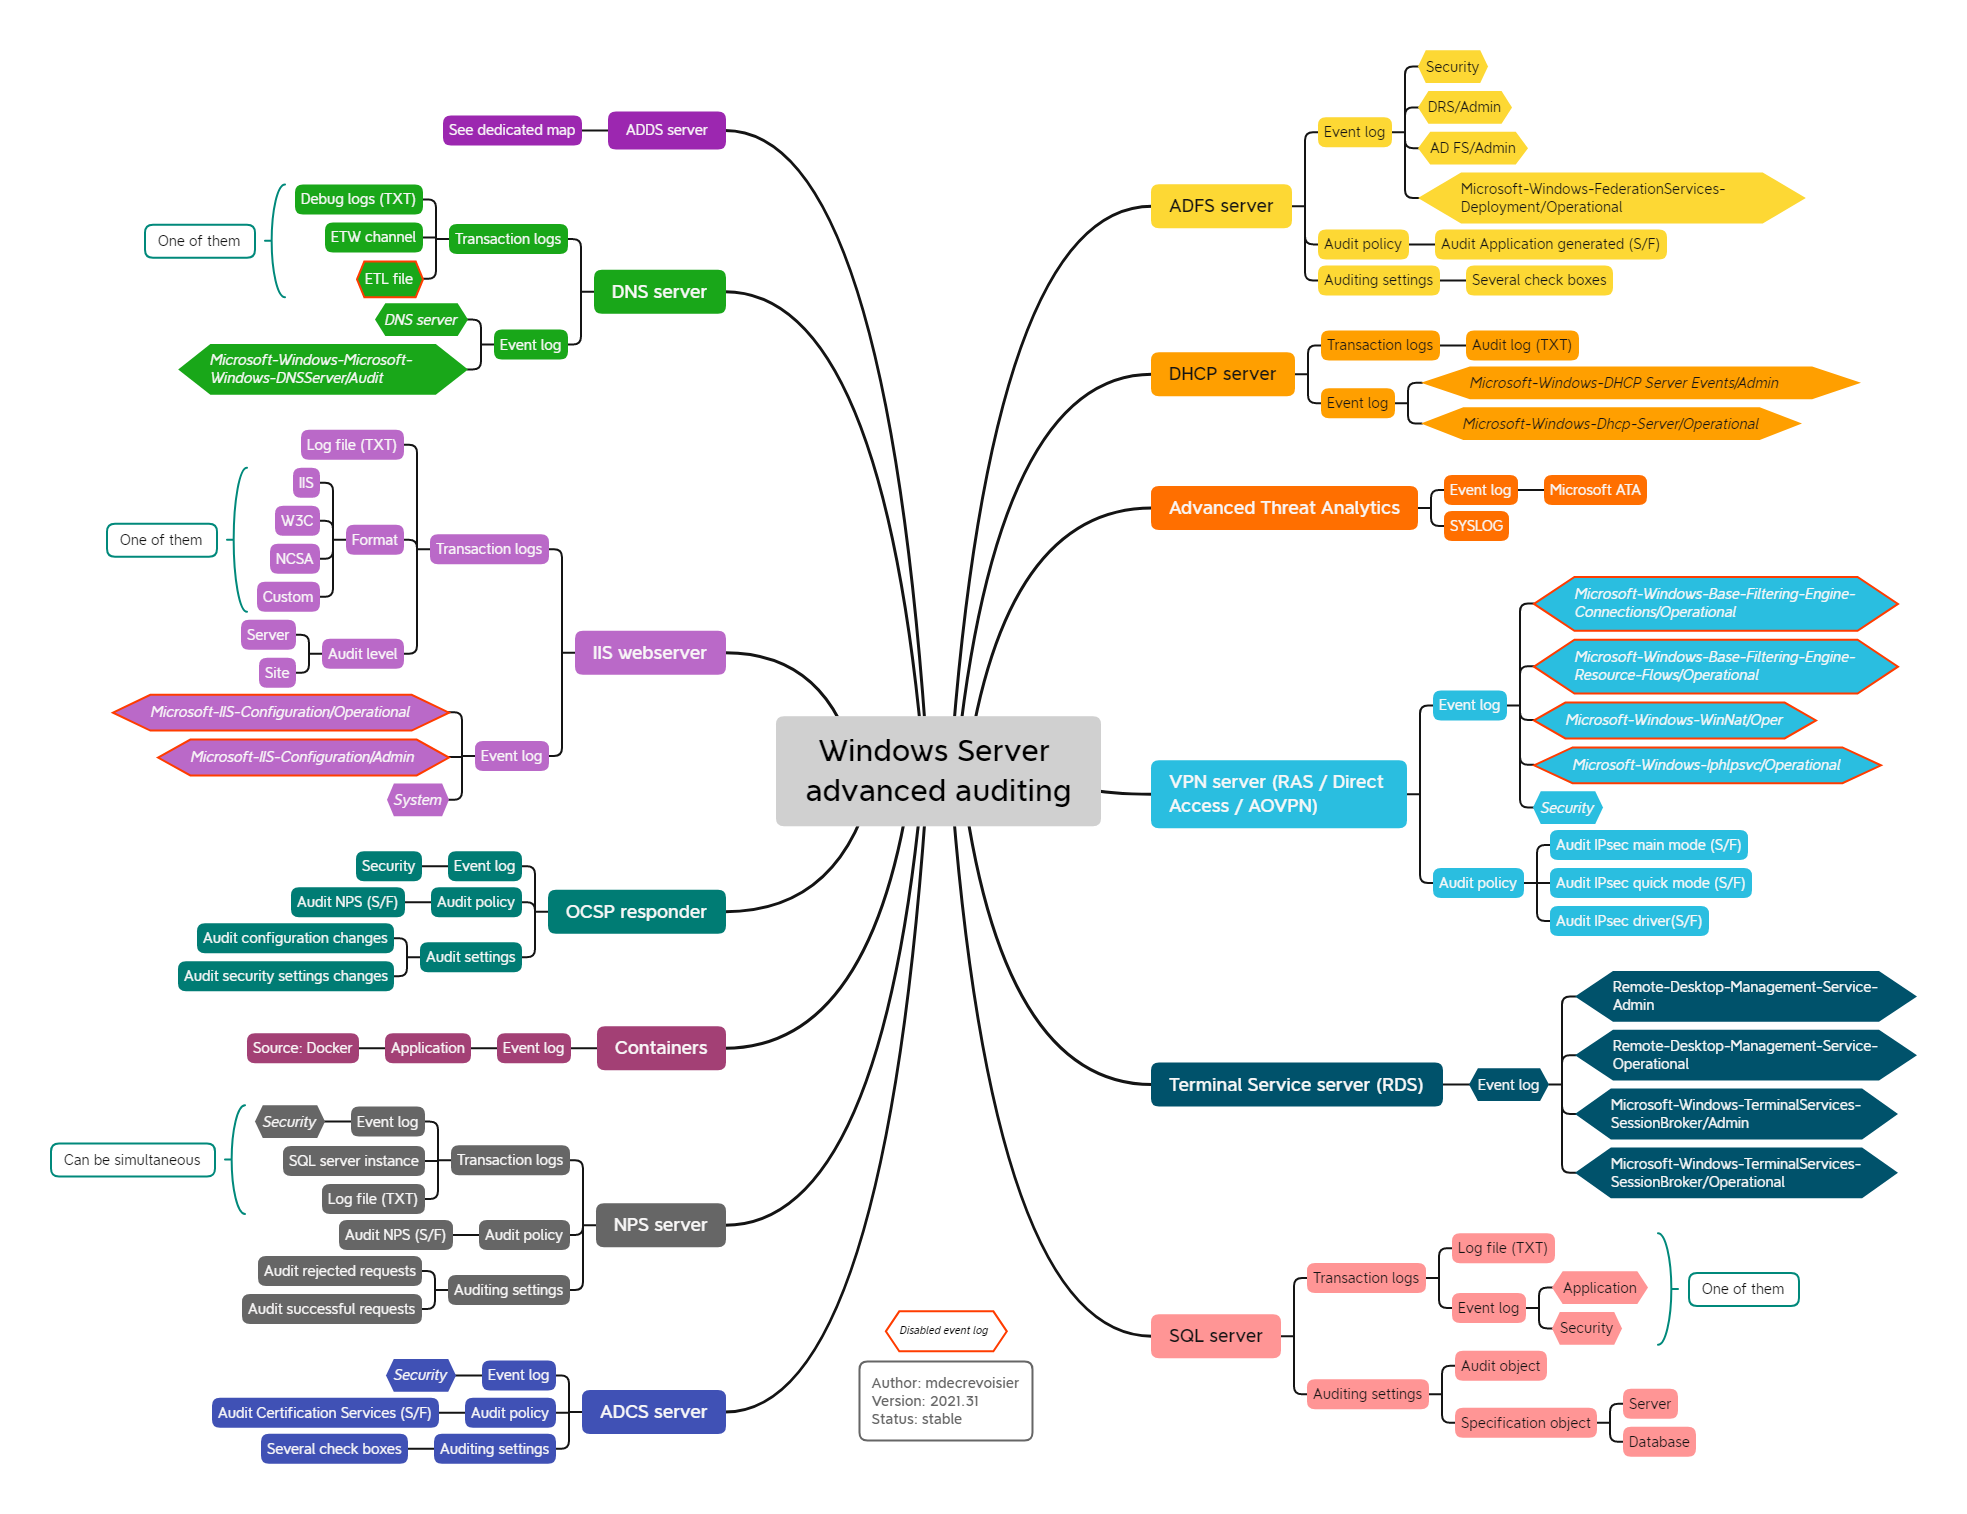 Windows Server
advanced auditing
See dedicated map
ADDS server
One of them
Debug logs (TXT)
ETW channel
ETL file
Transaction logs
DNS server
DNS server
Microsoft-Windows-Microsoft-
Windows-DNSServer/Audit
Event log
Log file (TXT)
One of them
IIS
W3C
NCSA
Custom
Format
Transaction logs
Server
Site
Audit level
IIS webserver
Microsoft-IIS-Configuration/Operational
Microsoft-IIS-Configuration/Admin
System
Event log
Security
Event log
Audit NPS (S/F)
Audit policy
OCSP responder
Audit configuration changes
Audit security settings changes
Audit settings
Source: Docker
Application
Event log
Containers
Can be simultaneous
Security
Event log
SQL server instance
Log file (TXT)
Transaction logs
Audit NPS (S/F)
Audit policy
NPS server
Audit rejected requests
Audit successful requests
Auditing settings
Security
Event log
Audit Certification Services (S/F)
Audit policy
ADCS server
Several check boxes
Auditing settings
Disabled event log
Author: mdecrevoisier
Version: 2021.31
Status: stable
ADFS server
Event log
Security
DRS/Admin
AD FS/Admin
Microsoft-Windows-FederationServices-
Deployment/Operational
Audit policy
Audit Application generated (S/F)
Auditing settings
Several check boxes
DHCP server
Transaction logs
Audit log (TXT)
Event log
Microsoft-Windows-DHCP Server Events/Admin
Microsoft-Windows-Dhcp-Server/Operational
Advanced Threat Analytics
Event log
Microsoft ATA
SYSLOG
VPN server (RAS / Direct
Access / AOVPN)
Event log
Microsoft-Windows-Base-Filtering-Engine-
Connections/Operational
Microsoft-Windows-Base-Filtering-Engine-
Resource-Flows/Operational
Microsoft-Windows-WinNat/Oper
Microsoft-Windows-Iphlpsvc/Operational
Security
Audit policy
Audit IPsec main mode (S/F)
Audit IPsec quick mode (S/F)
Audit IPsec driver(S/F)
Terminal Service server (RDS)
Event log
Remote-Desktop-Management-Service-
Admin
Remote-Desktop-Management-Service-
Operational
Microsoft-Windows-TerminalServices-
SessionBroker/Admin
Microsoft-Windows-TerminalServices-
SessionBroker/Operational
SQL server
Transaction logs
Log file (TXT)
Event log
Application
Security
One of them
Auditing settings
Audit object
Specification object
Server
Database